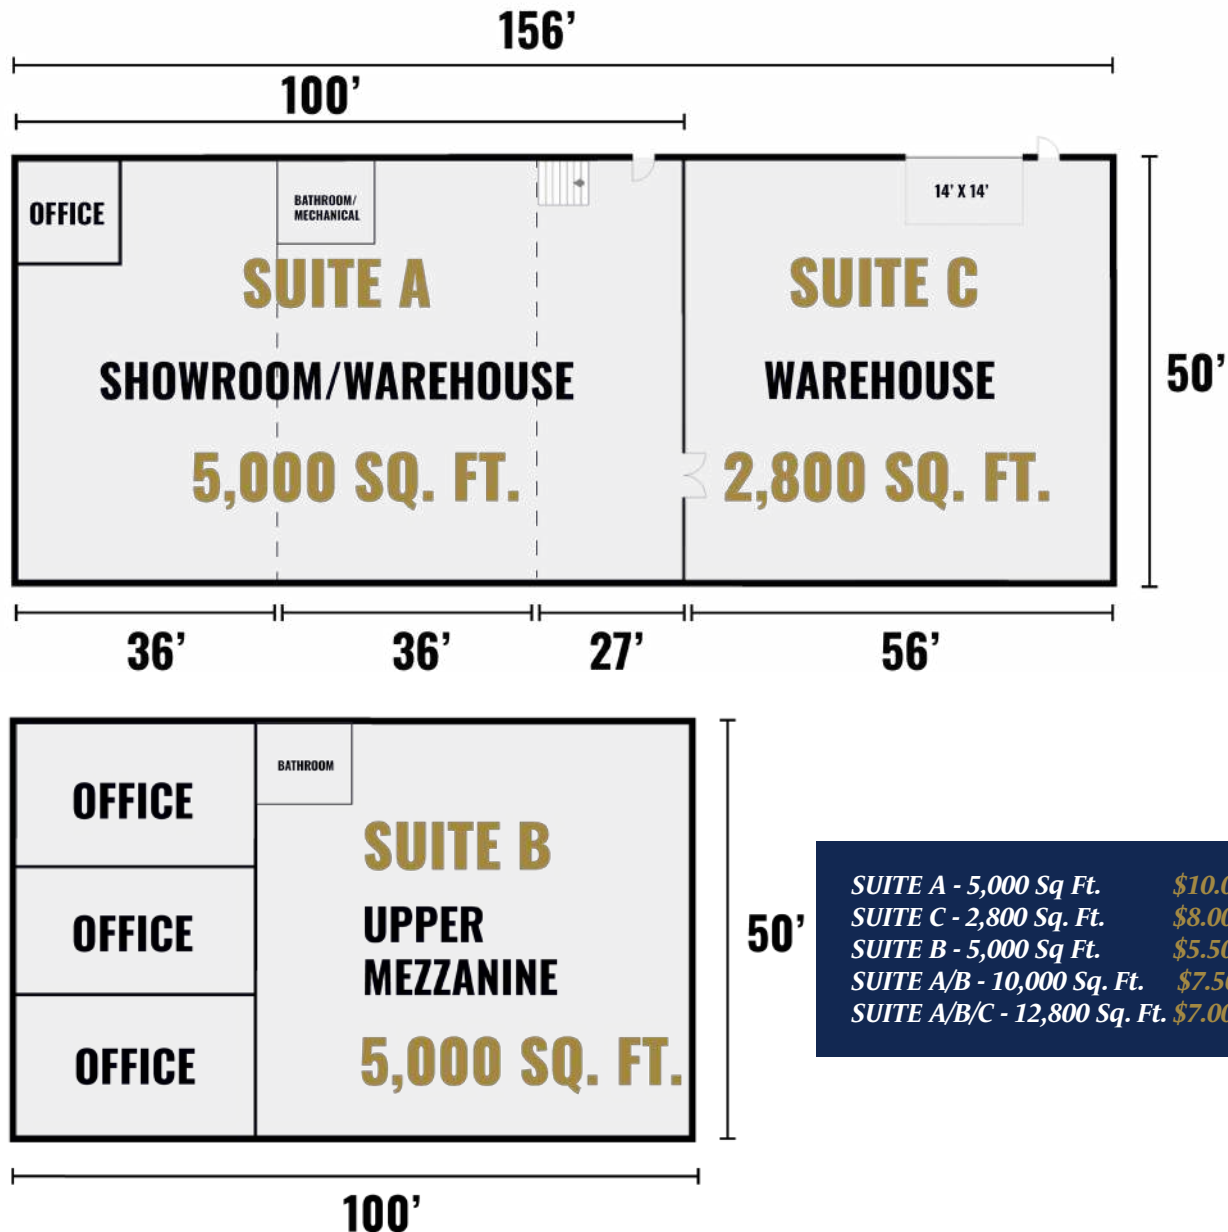 156'
100'
OFFICE
BATHROOM/
MECHANICAL
14' X 14'
SUITE A
SUITE C
SHOWROOM/WAREHOUSE
WAREHOUSE
50'
5,000 SQ. FT.
2,800 SQ. FT.
36'
36'
27'
56'
OFFICE
BATHROOM
SUITE B
OFFICE
UPPER
MEZZANINE
50'
OFFICE
5,000 SQ. FT.
100'
SUITE A - 5,000 Sq Ft.
SUITE C - 2,800 Sq. Ft. $8.00
SUITE B - 5,000 Sq Ft. $5.50
SUITE A/B - 10,000 Sq. Ft.
SUITE A/B/C - 12,800 Sq. Ft. $7.00